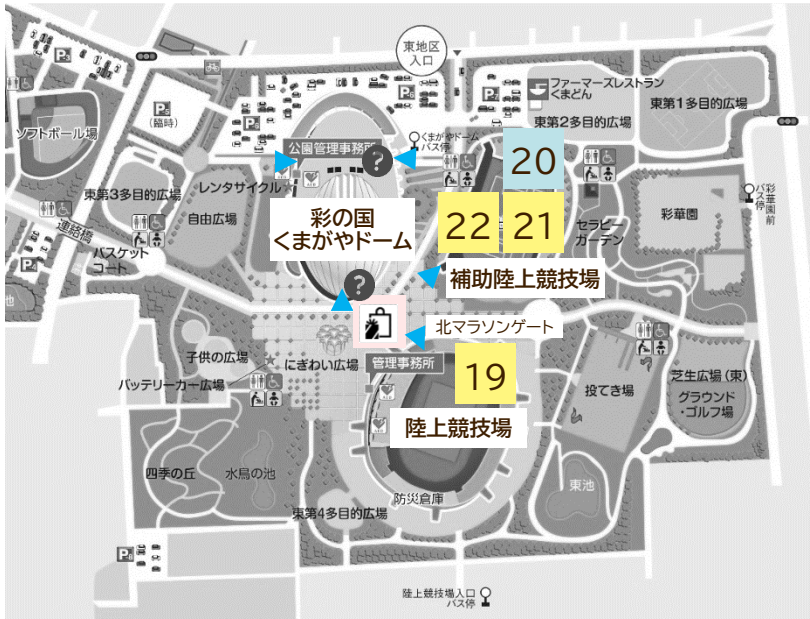 東地区
入口
P
P
P
P
P
(臨時)
ファーマーズレストラン
くまどん
東第1多目的広場
ソフトボール場
東第2多目的広場
くまがやドーム
バス停
公園管理事務所
?
20
東第3多目的広場
レンタサイクル
彩華園前
バス停
自由広場
彩の国
くまがやドーム
22
21
セラピー
ガーデン
彩華園
連絡橋
バスケット
コート
P
池
補助陸上競技場
?
北マラソンゲート
子供の広場
にぎわい広場
管理事務所
19
バッテリーカー広場
投てき場
芝生広場(東)
グラウンド
・ゴルフ場
陸上競技場
四季の丘
水鳥の池
東池
防災倉庫
東第4多目的広場
P
陸上競技場入口
バス停